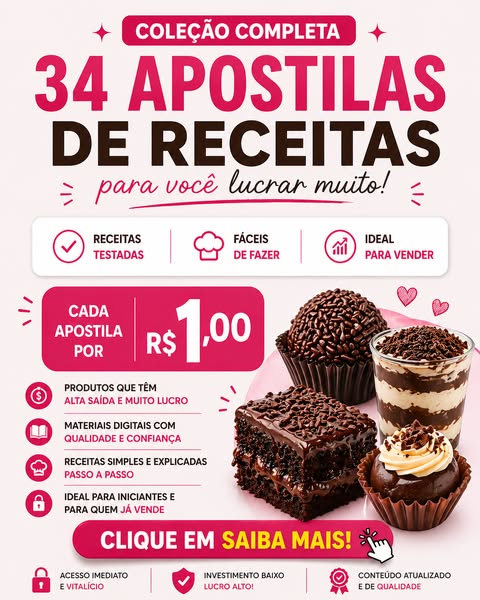 COLEÇÃO COMPLETA
34 APOSTILAS
DE RECEITAS
para você lucrar muito!
RECEITAS
TESTADAS
FÁCEIS
DE FAZER
IDEAL
PARA VENDER
CADA
APOSTILA
POR
R$ 1,00
PRODUTOS QUE TÊM
ALTA SAÍDA E MUITO LUCRO
MATERIAIS DIGITAIS COM
QUALIDADE E CONFIANÇA
RECEITAS SIMPLES E EXPLICADAS
PASSO A PASSO
IDEAL PARA INICIANTES E
PARA QUEM JÁ VENDE
CLIQUE EM SAIBA MAIS!
ACESSO IMEDIATO
E VITALÍCIO
INVESTIMENTO BAIXO
LUCRO ALTO!
CONTEÚDO ATUALIZADO
E DE QUALIDADE